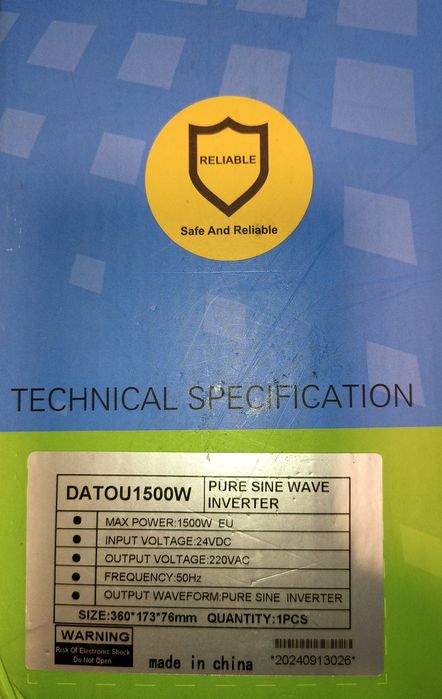 RELIABLE
Safe And Reliable
TECHNICAL SPECIFICATION
DATOU1500W
PURE SINE WAVE
INVERTER
MAX POWER:1500W EU
INPUT VOLTAGE:24VDC
OUTPUT VOLTAGE:220VAC
FREQUENCY:50Hz
OUTPUT WAVEFORM:PURE SINE INVERTER
SIZE:360*173*76mm QUANTITY:1PCS
WARNING
Risk Of Electronic Shock
Do Not Open
made in china
*20240913026*